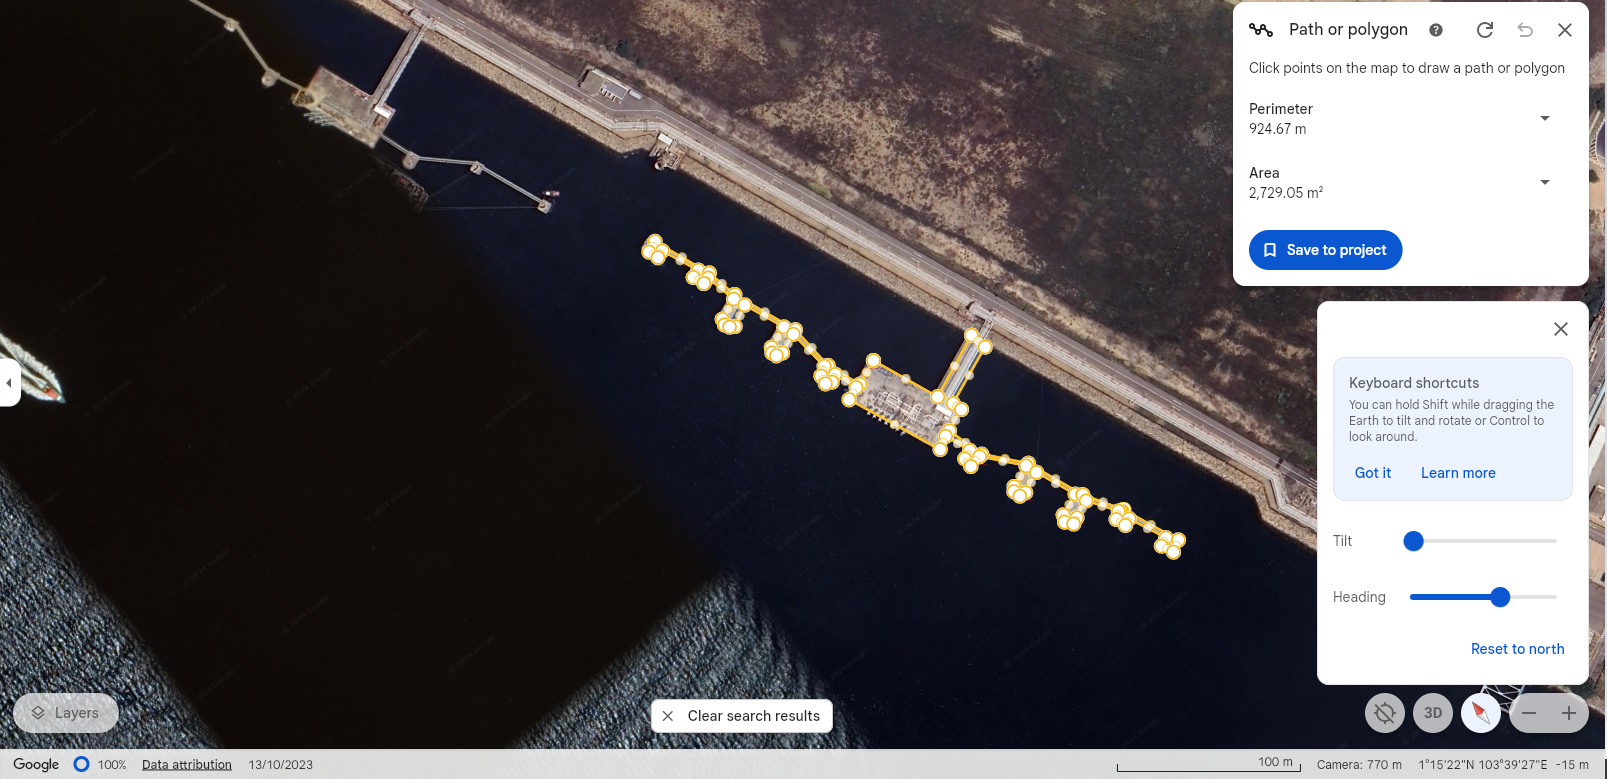 Path or polygon
Click points on the map to draw a path or polygon
Perimeter
924.67 m
Area
2,729.05 m²
Save to project
Keyboard shortcuts
You can hold Shift while dragging the
Earth to tilt and rotate or Control to
look around.
Got it Learn more
Tilt
Heading
Reset to north
Layers
Clear search results
3D
Google 100% Data attribution 13/10/2023 100 m Camera: 770 m 1°15'22"N 103°39'27"E -15 m